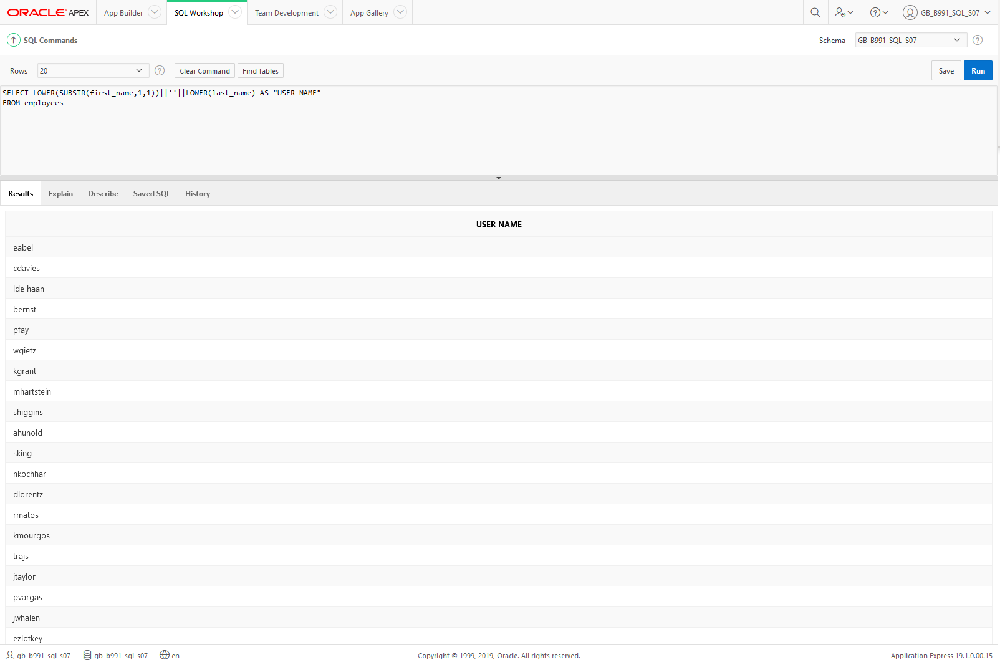 ORACLE APEX App Builder SQL Workshop Team Development App Gallery GB_B991_SQL_S07
SQL Commands Schema GB_B991_SQL_S07
Rows 20 Clear Command Find Tables Save Run
SELECT LOWER(SUBSTR(first_name,1,1))||''||LOWER(last_name) AS "USER NAME"
FROM employees
Results Explain Describe Saved SQL History
USER NAME
eabel
cdavies
lde haan
bernst
pfay
wgietz
kgrant
mhartstein
shiggins
ahunold
sking
nkochhar
dlorentz
rmatos
kmourgos
trajs
jtaylor
pvargas
jwhalen
ezlotkey
gb_b991_sql_s07 gb_b991_sql_s07 en Copyright © 1999, 2019, Oracle. All rights reserved. Application Express 19.1.0.00.15